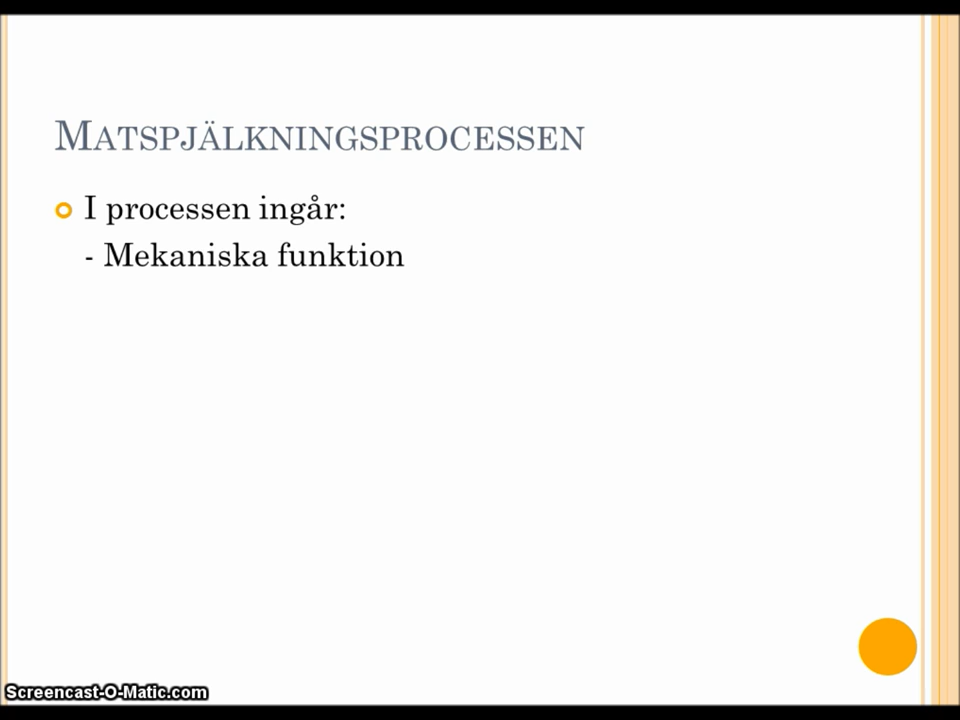 MATSPJÄLKNINGSPROCESSEN
I processen ingår:
- Mekaniska funktion
Screencast-O-Matic.com